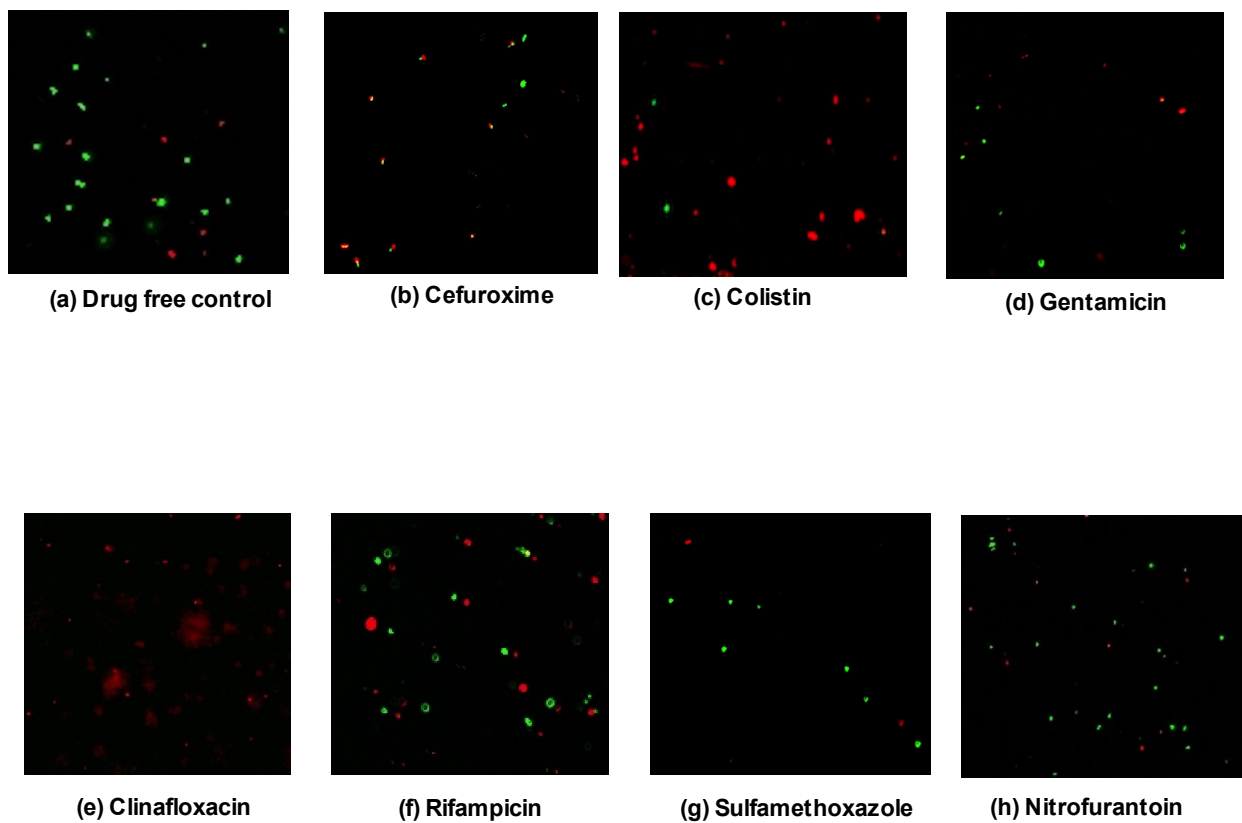 (a) Drug free control
(b) Cefuroxime
(c) Colistin
(d) Gentamicin
(e) Clinafloxacin
(f) Rifampicin
(g) Sulfamethoxazole
(h) Nitrofurantoin